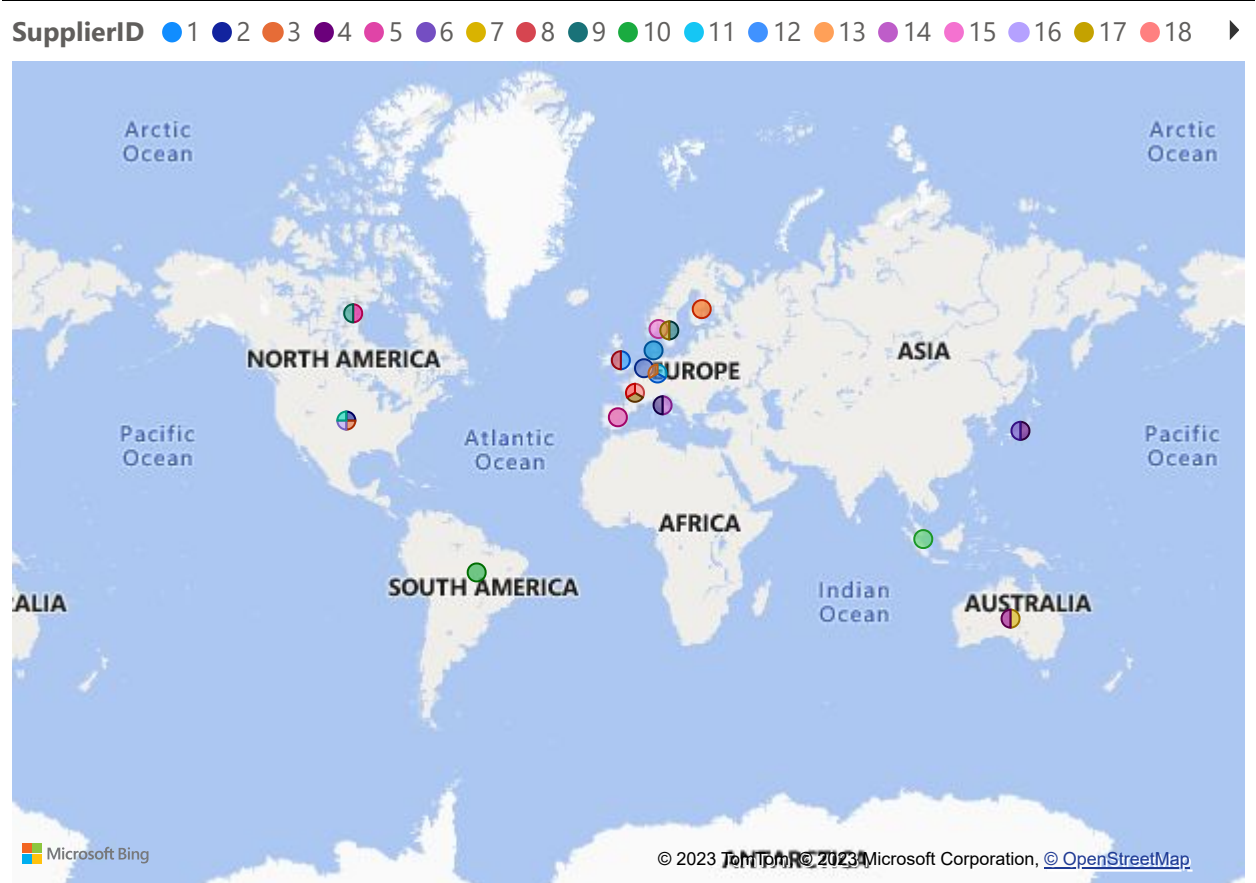 SupplierID 1 2 3 4 5 6 7 8 9 10 11 12 13 14 15 16 17 18
Arctic
Ocean
Arctic
Ocean
NORTH AMERICA
ASIA
EUROPE
Pacific
Ocean
Atlantic
Ocean
Pacific
Ocean
AFRICA
SOUTH AMERICA
Indian
Ocean
AUSTRALIA
ALIA
ANTARCTICA
Microsoft Bing
© 2023 TomTom, © 2023 Microsoft Corporation, © OpenStreetMap